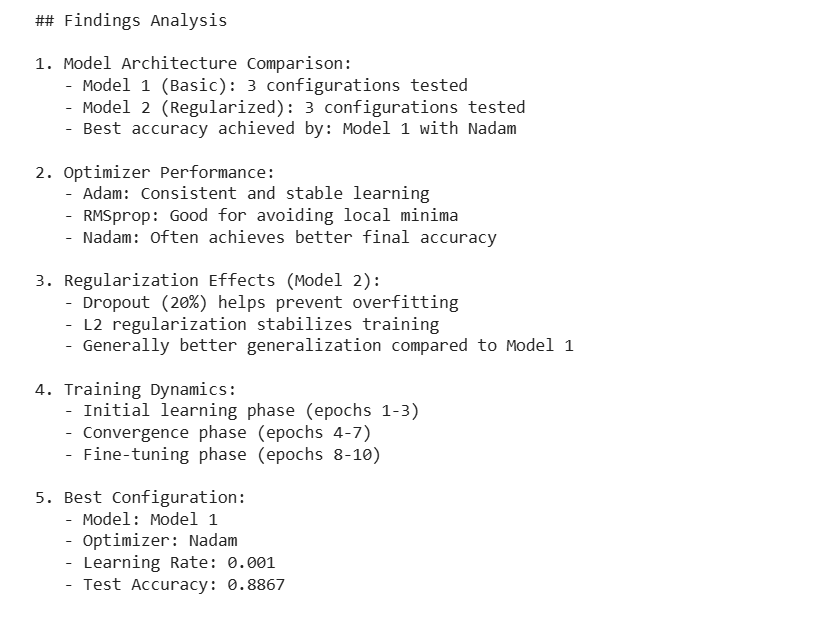 ## Findings Analysis
1. Model Architecture Comparison:
- Model 1 (Basic): 3 configurations tested
- Model 2 (Regularized): 3 configurations tested
- Best accuracy achieved by: Model 1 with Nadam
2. Optimizer Performance:
- Adam: Consistent and stable learning
- RMSprop: Good for avoiding local minima
- Nadam: Often achieves better final accuracy
3. Regularization Effects (Model 2):
- Dropout (20%) helps prevent overfitting
- L2 regularization stabilizes training
- Generally better generalization compared to Model 1
4. Training Dynamics:
- Initial learning phase (epochs 1-3)
- Convergence phase (epochs 4-7)
- Fine-tuning phase (epochs 8-10)
5. Best Configuration:
- Model: Model 1
- Optimizer: Nadam
- Learning Rate: 0.001
- Test Accuracy: 0.8867